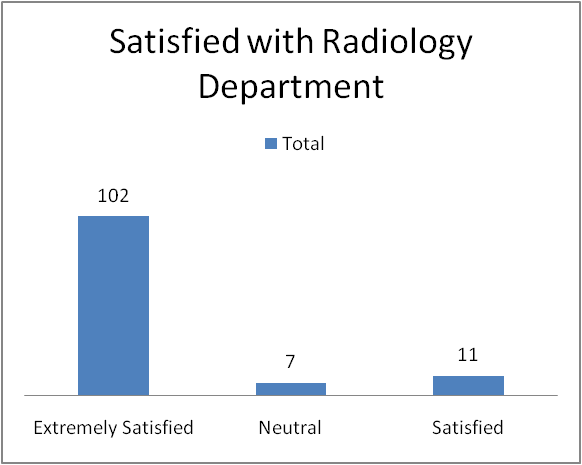 Satisfied with Radiology
Department
Total
102
7
11
Extremely Satisfied
Neutral
Satisfied